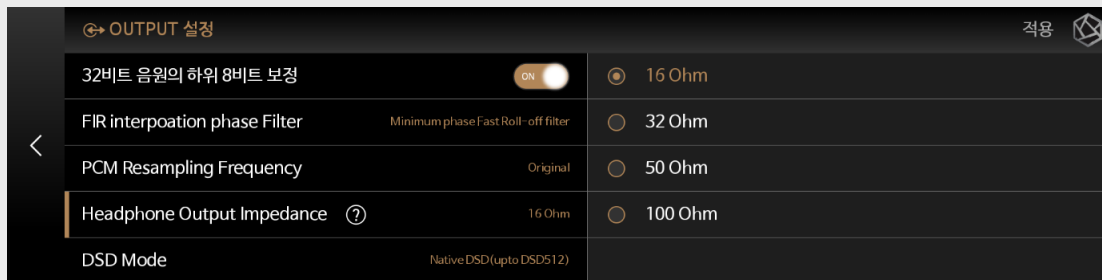 OUTPUT 설정
적용
32비트 음원의 하위 8비트 보정
ON
16 Ohm
FIR interpoation phase Filter
Minimum phase Fast Roll-off filter
32 Ohm
PCM Resampling Frequency
Original
50 Ohm
Headphone Output Impedance ?
16 Ohm
100 Ohm
DSD Mode
Native DSD(upto DSD512)